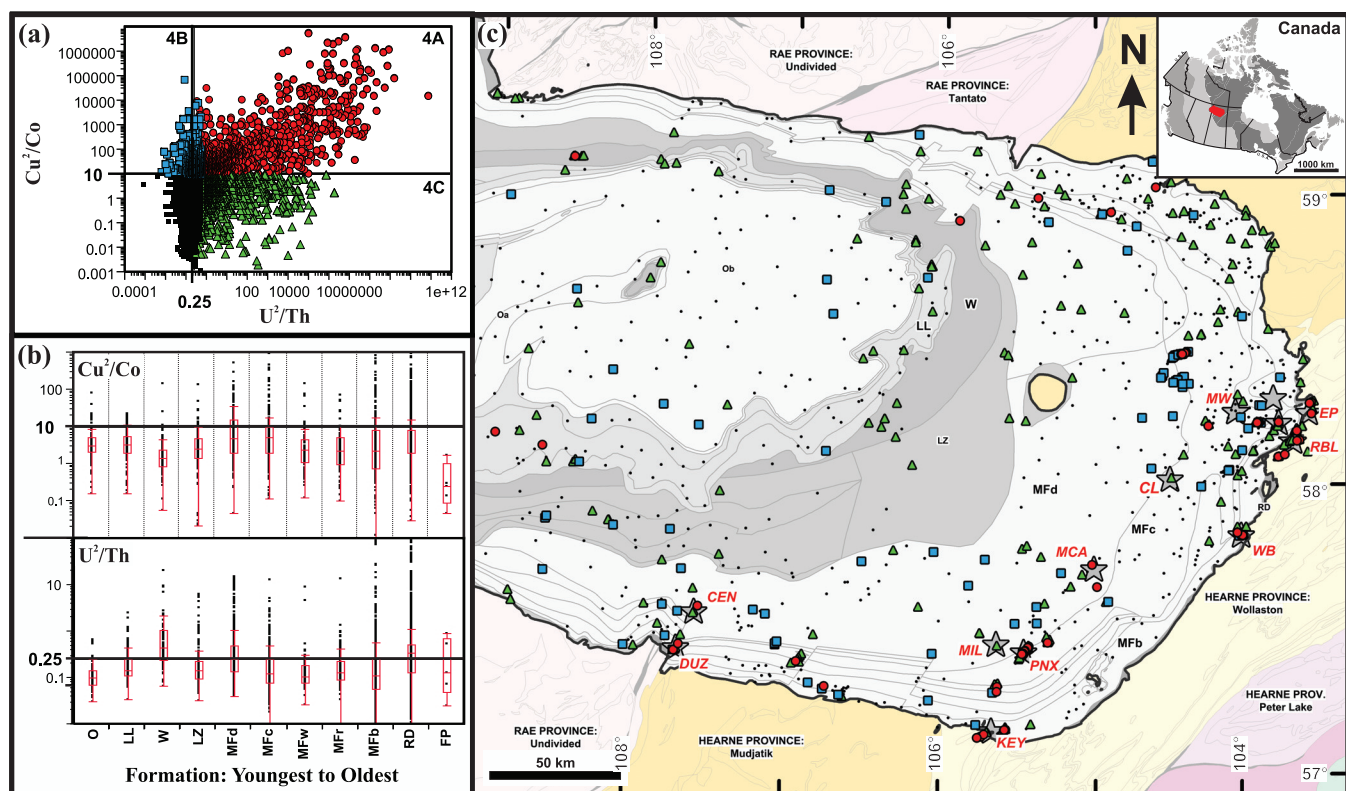 (a)
4B
4A
4C
Cu²/Co
1000000
100000
10000
1000
100
10
1
0.1
0.01
0.001
0.0001
0.25
100
10000
10000000
1e+12
U²/Th
(b)
Cu²/Co
100
10
1
0.1
U²/Th
10
0.25
0.1
O
LL
W
LZ
MFd
MFc
MFw
MFr
MFb
RD
FP
Formation: Youngest to Oldest
(c)
108°
106°
RAE PROVINCE:
Undivided
RAE PROVINCE:
Tantato
N
Canada
1000 km
59°
Ob
Oa
LL
W
LZ
MFd
MFc
MFb
MW
EP
RBL
CL
58°
RD
WB
MCA
CEN
DUZ
MIL
PNX
KEY
HEARNE PROVINCE:
Wollaston
HEARNE PROV.
Peter Lake
RAE PROVINCE:
Undivided
HEARNE PROVINCE:
Mudjatik
50 km
108°
106°
104°
57°